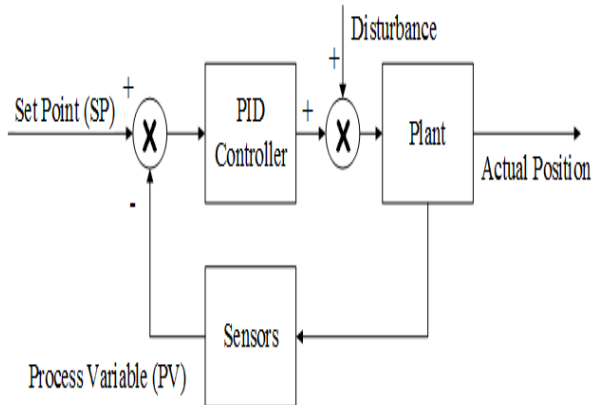 Disturbance
+
+
Set Point (SP)
PID
Controller
+
Plant
Actual Position
-
Sensors
Process Variable (PV)